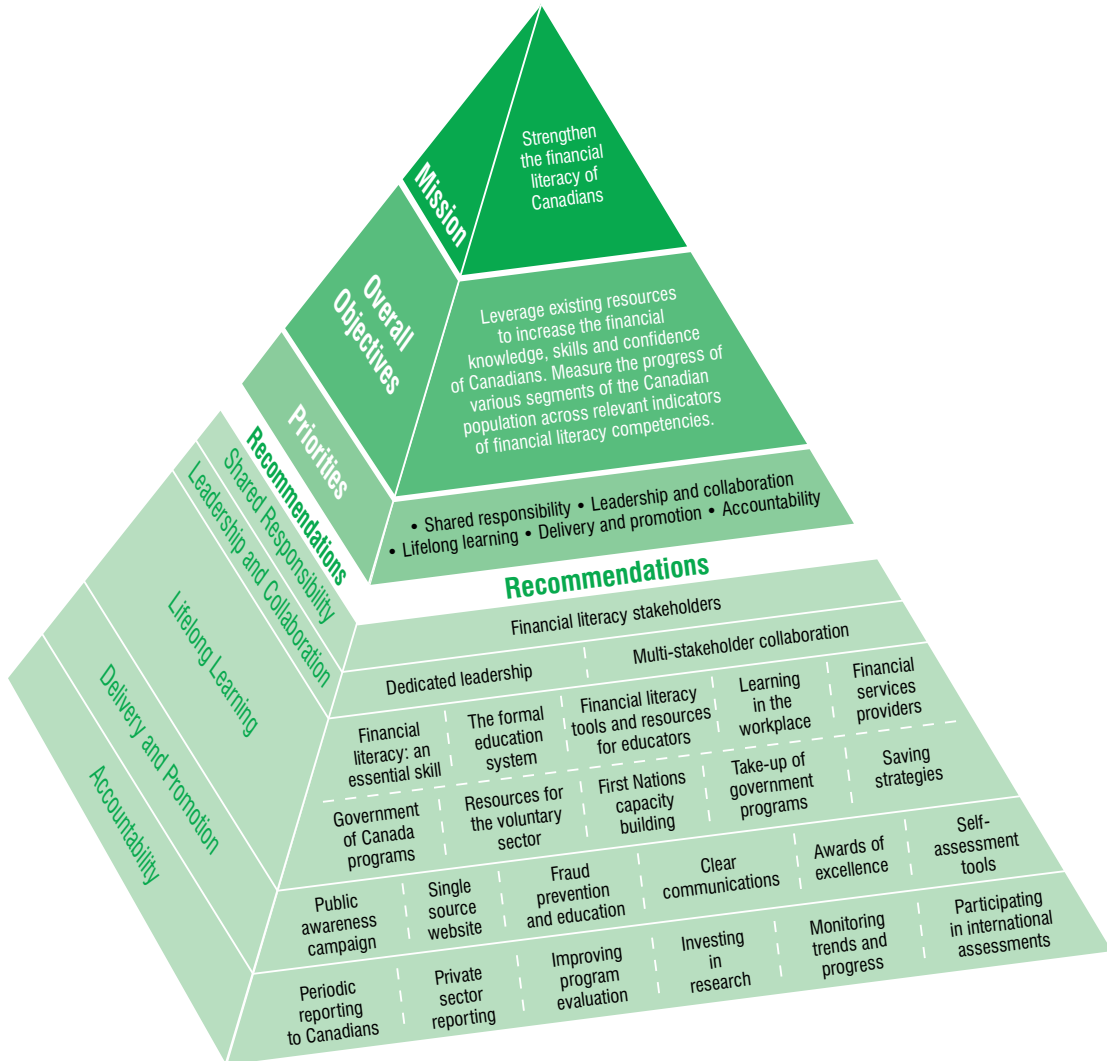 Mission
Strengthen
the financial
literacy of
Canadians
Overall
Objectives
Leverage existing resources
to increase the financial
knowledge, skills and confidence
of Canadians. Measure the progress of
various segments of the Canadian
population across relevant indicators
of financial literacy competencies.
Priorities
• Shared responsibility • Leadership and collaboration
• Lifelong learning • Delivery and promotion • Accountability
Recommendations
Recommendations
Shared Responsibility
Financial literacy stakeholders
Leadership and Collaboration
Dedicated leadership
Multi-stakeholder collaboration
Lifelong Learning
Financial
literacy: an
essential skill
The formal
education
system
Financial literacy
tools and resources
for educators
Learning
in the
workplace
Financial
services
providers
Government
of Canada
programs
Resources for
the voluntary
sector
First Nations
capacity
building
Take-up of
government
programs
Saving
strategies
Delivery and Promotion
Public
awareness
campaign
Single
source
website
Fraud
prevention
and education
Clear
communications
Awards of
excellence
Self-
assessment
tools
Accountability
Periodic
reporting
to Canadians
Private
sector
reporting
Improving
program
evaluation
Investing
in
research
Monitoring
trends and
progress
Participating
in international
assessments